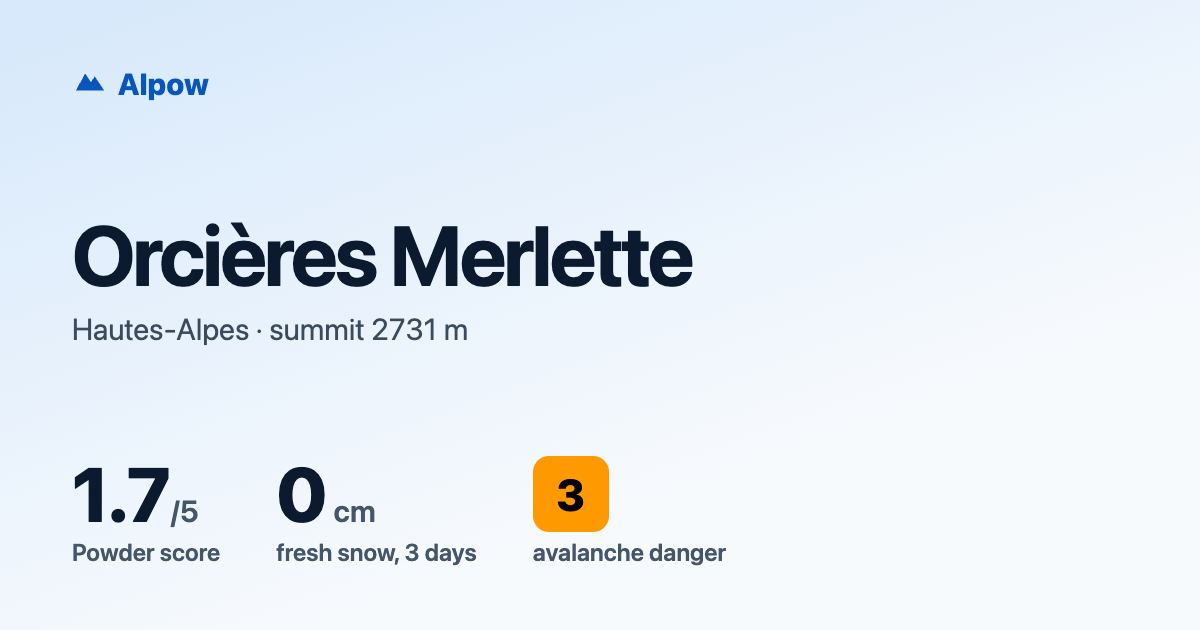 Alpow
Orcières Merlette
Hautes-Alpes · summit 2731 m
1.7/5
Powder score
0 cm
fresh snow, 3 days
3
avalanche danger